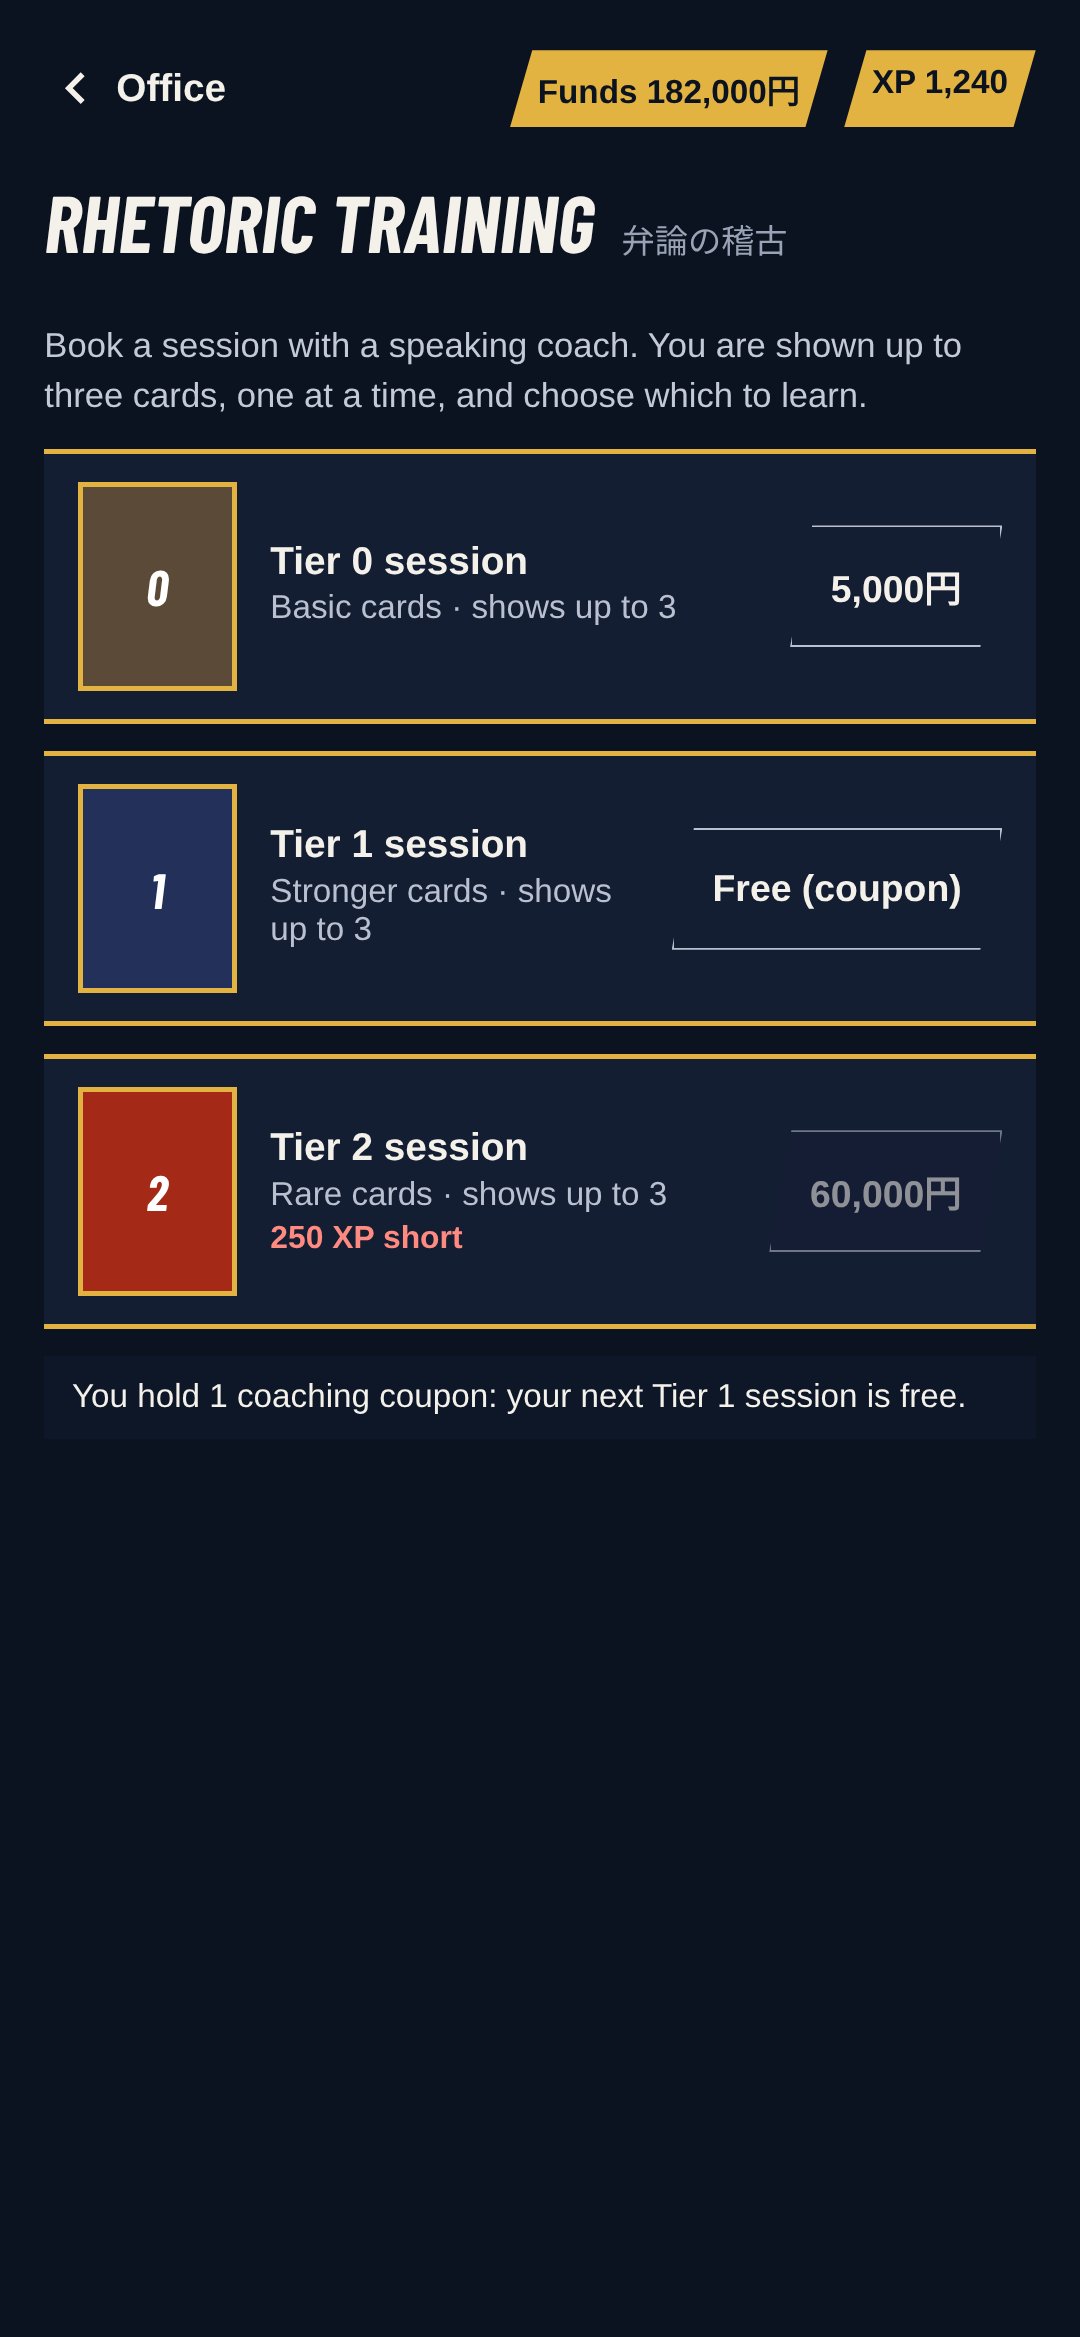 Office
Funds 182,000円
XP 1,240
RHETORIC TRAINING 弁論の稽古
Book a session with a speaking coach. You are shown up to
three cards, one at a time, and choose which to learn.
0
Tier 0 session
Basic cards · shows up to 3
5,000円
1
Tier 1 session
Stronger cards · shows
up to 3
Free (coupon)
2
Tier 2 session
Rare cards · shows up to 3
250 XP short
60,000円
You hold 1 coaching coupon: your next Tier 1 session is free.